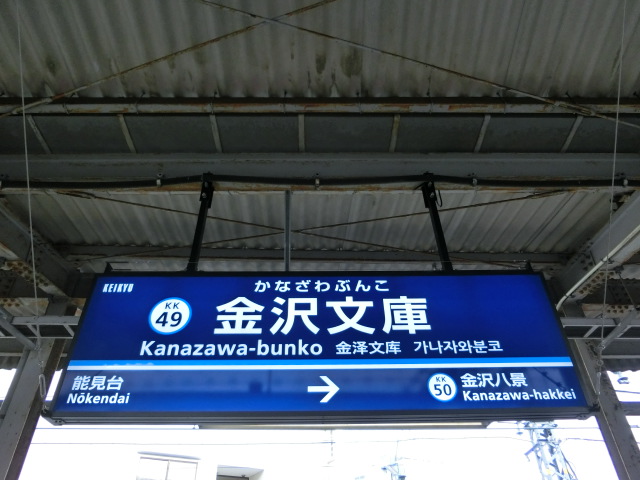 KEIKYU
かなざわぶんこ
KK 49 金沢文庫
Kanazawa-bunko 金泽文库 가나자와분코
能見台 → KK 50 金沢八景
Nōkendai Kanazawa-hakkei